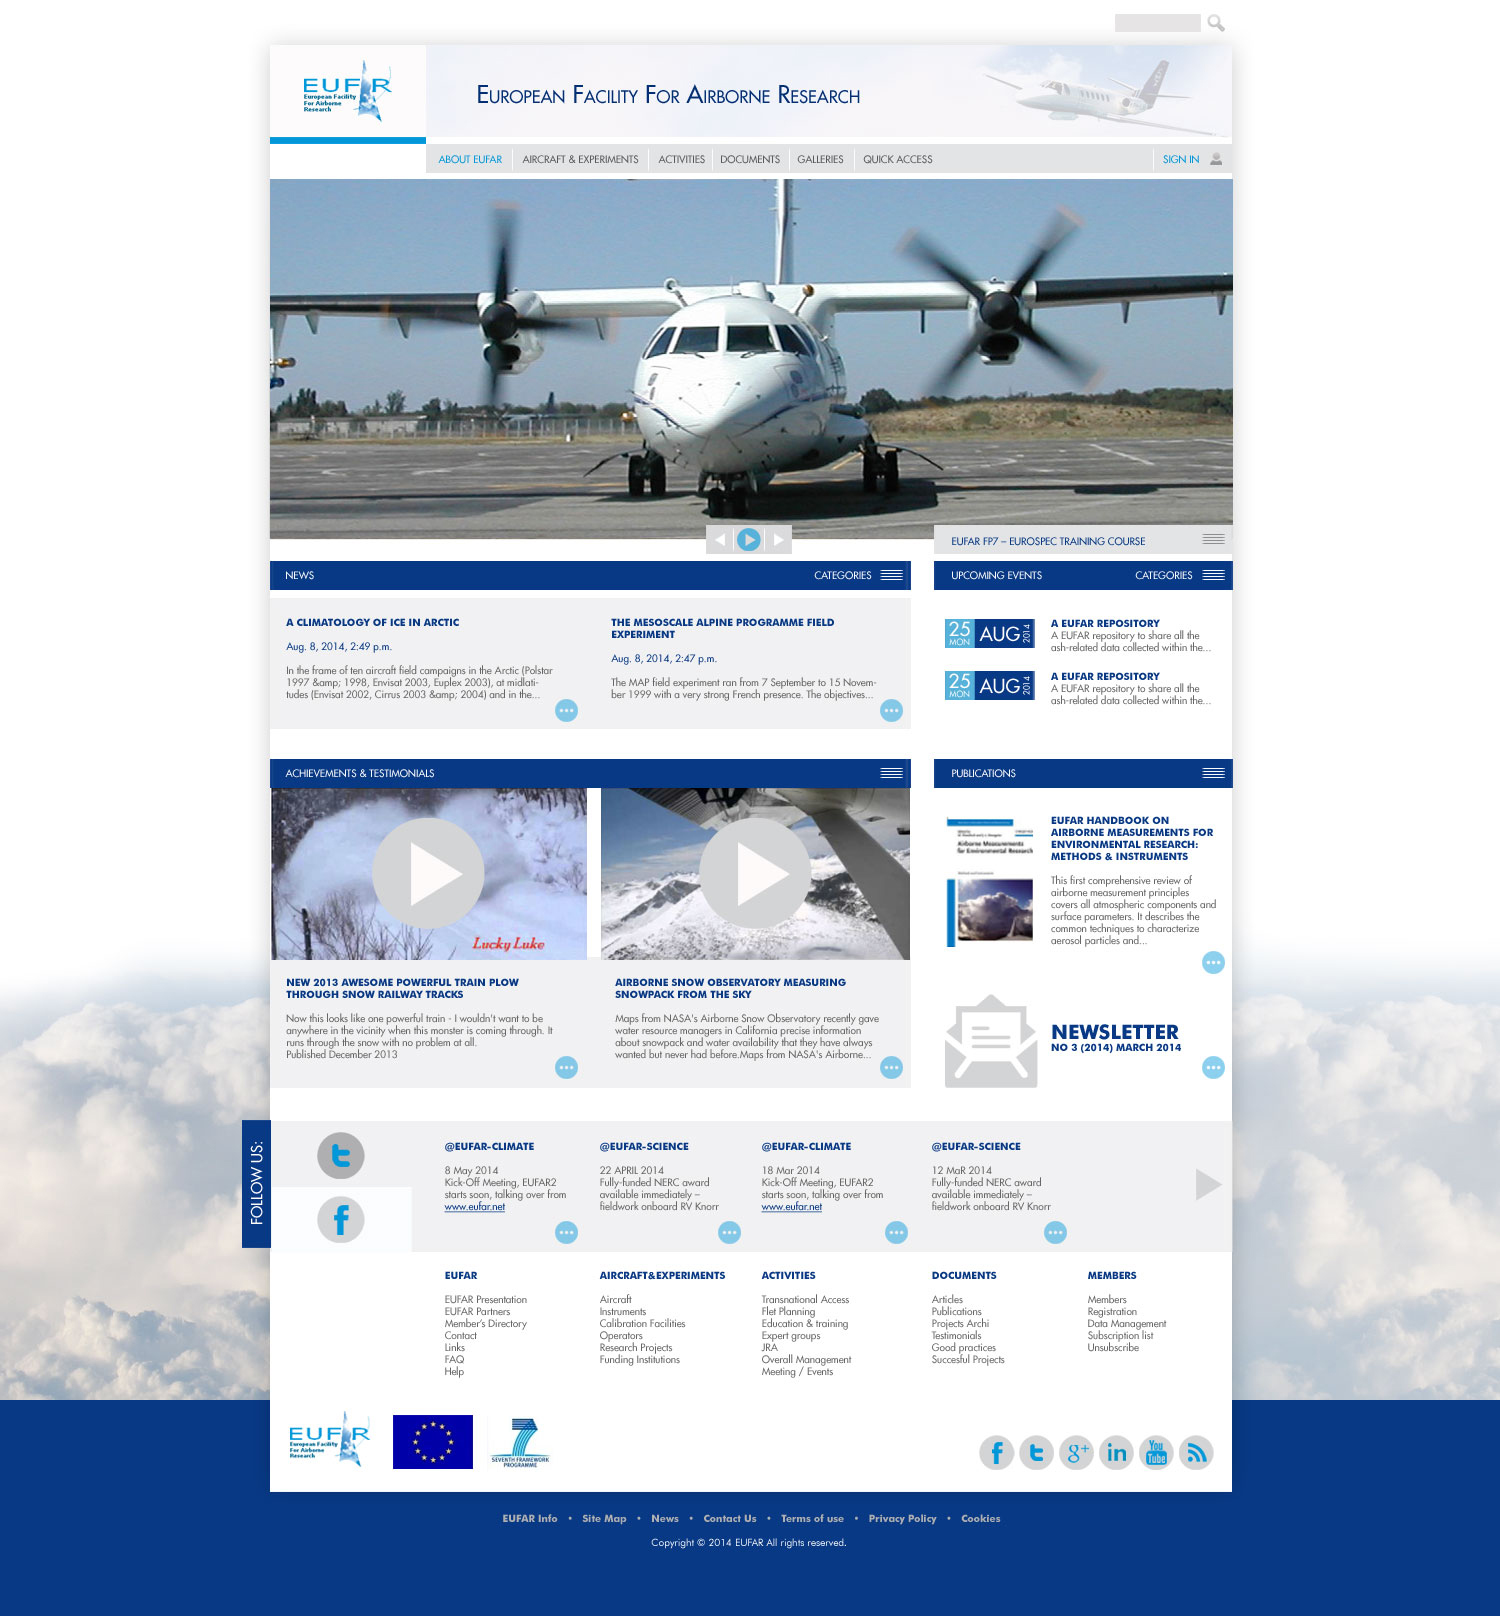 EUFAR
European Facility
For Airborne
Research
EUROPEAN FACILITY FOR AIRBORNE RESEARCH
ABOUT EUFAR
AIRCRAFT & EXPERIMENTS
ACTIVITIES
DOCUMENTS
GALLERIES
QUICK ACCESS
SIGN IN
EUFAR FP7 – EUROSPEC TRAINING COURSE
NEWS
CATEGORIES
UPCOMING EVENTS
CATEGORIES
A CLIMATOLOGY OF ICE IN ARCTIC
Aug. 8, 2014, 2:49 p.m.
In the frame of ten aircraft field campaigns in the Arctic (Polstar
1997 &amp; 1998, Envisat 2003, Euplex 2003), at midlati-
tudes (Envisat 2002, Cirrus 2003 &amp; 2004) and in the...
THE MESOSCALE ALPINE PROGRAMME FIELD
EXPERIMENT
Aug. 8, 2014, 2:47 p.m.
The MAP field experiment ran from 7 September to 15 Novem-
ber 1999 with a very strong French presence. The objectives...
25
MON
AUG
2014
A EUFAR REPOSITORY
A EUFAR repository to share all the
ash-related data collected within the...
25
MON
AUG
2014
A EUFAR REPOSITORY
A EUFAR repository to share all the
ash-related data collected within the...
ACHIEVEMENTS & TESTIMONIALS
PUBLICATIONS
Lucky Luke
NEW 2013 AWESOME POWERFUL TRAIN PLOW
THROUGH SNOW RAILWAY TRACKS
Now this looks like one powerful train - I wouldn't want to be
anywhere in the vicinity when this monster is coming through. It
runs through the snow with no problem at all.
Published December 2013
AIRBORNE SNOW OBSERVATORY MEASURING
SNOWPACK FROM THE SKY
Maps from NASA's Airborne Snow Observatory recently gave
water resource managers in California precise information
about snowpack and water availability that they have always
wanted but never had before.Maps from NASA's Airborne...
Airborne Measurements
for Environmental Research
EUFAR HANDBOOK ON
AIRBORNE MEASUREMENTS FOR
ENVIRONMENTAL RESEARCH:
METHODS & INSTRUMENTS
This first comprehensive review of
airborne measurement principles
covers all atmospheric components and
surface parameters. It describes the
common techniques to characterize
aerosol particles and...
NEWSLETTER
NO 3 (2014) MARCH 2014
FOLLOW US:
@EUFAR-CLIMATE
8 May 2014
Kick-Off Meeting, EUFAR2
starts soon, talking over from
www.eufar.net
@EUFAR-SCIENCE
22 APRIL 2014
Fully-funded NERC award
available immediately –
fieldwork onboard RV Knorr
@EUFAR-CLIMATE
18 Mar 2014
Kick-Off Meeting, EUFAR2
starts soon, talking over from
www.eufar.net
@EUFAR-SCIENCE
12 MaR 2014
Fully-funded NERC award
available immediately –
fieldwork onboard RV Knorr
EUFAR
EUFAR Presentation
EUFAR Partners
Member's Directory
Contact
Links
FAQ
Help
AIRCRAFT&EXPERIMENTS
Aircraft
Instruments
Calibration Facilities
Operators
Research Projects
Funding Institutions
ACTIVITIES
Transnational Access
Flet Planning
Education & training
Expert groups
JRA
Overall Management
Meeting / Events
DOCUMENTS
Articles
Publications
Projects Archi
Testimonials
Good practices
Succesful Projects
MEMBERS
Members
Registration
Data Management
Subscription list
Unsubscribe
EUFAR
European Facility
For Airborne
Research
SEVENTH FRAMEWORK
PROGRAMME
You
Tube
EUFAR Info • Site Map • News • Contact Us • Terms of use • Privacy Policy • Cookies
Copyright © 2014 EUFAR All rights reserved.